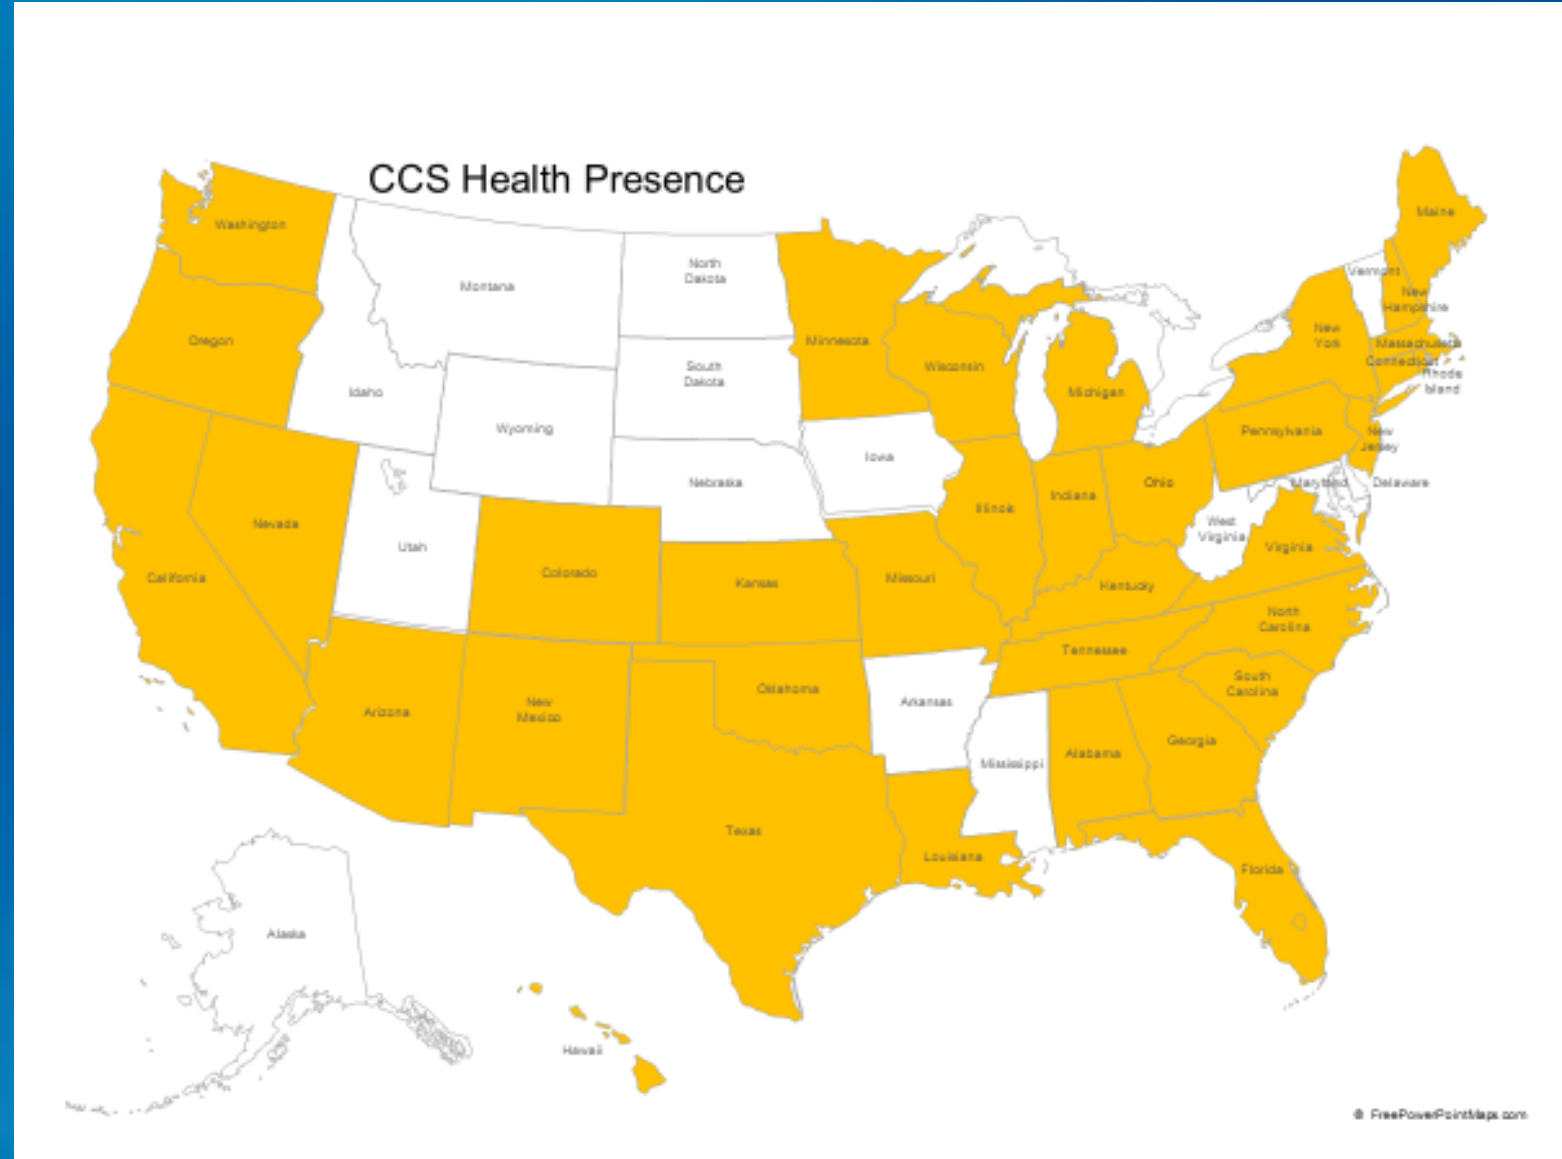 CCS Health Presence
Washington
Maine
Montana
North
Dakota
Vermont
New
Hampshire
Oregon
Minnesota
New
York
Massachusetts
Connecticut
Rhode
Island
Wisconsin
South
Dakota
Idaho
Michigan
Wyoming
Pennsylvania
New
Jersey
Iowa
Nebraska
Ohio
Maryland
Delaware
Indiana
Illinois
Nevada
West
Virginia
Utah
Virginia
California
Colorado
Kansas
Missouri
Kentucky
North
Carolina
Tennessee
South
Carolina
Oklahoma
Arkansas
Arizona
New
Mexico
Georgia
Alabama
Mississippi
Texas
Louisiana
Florida
Alaska
Hawaii
© FreePowerPointMaps.com